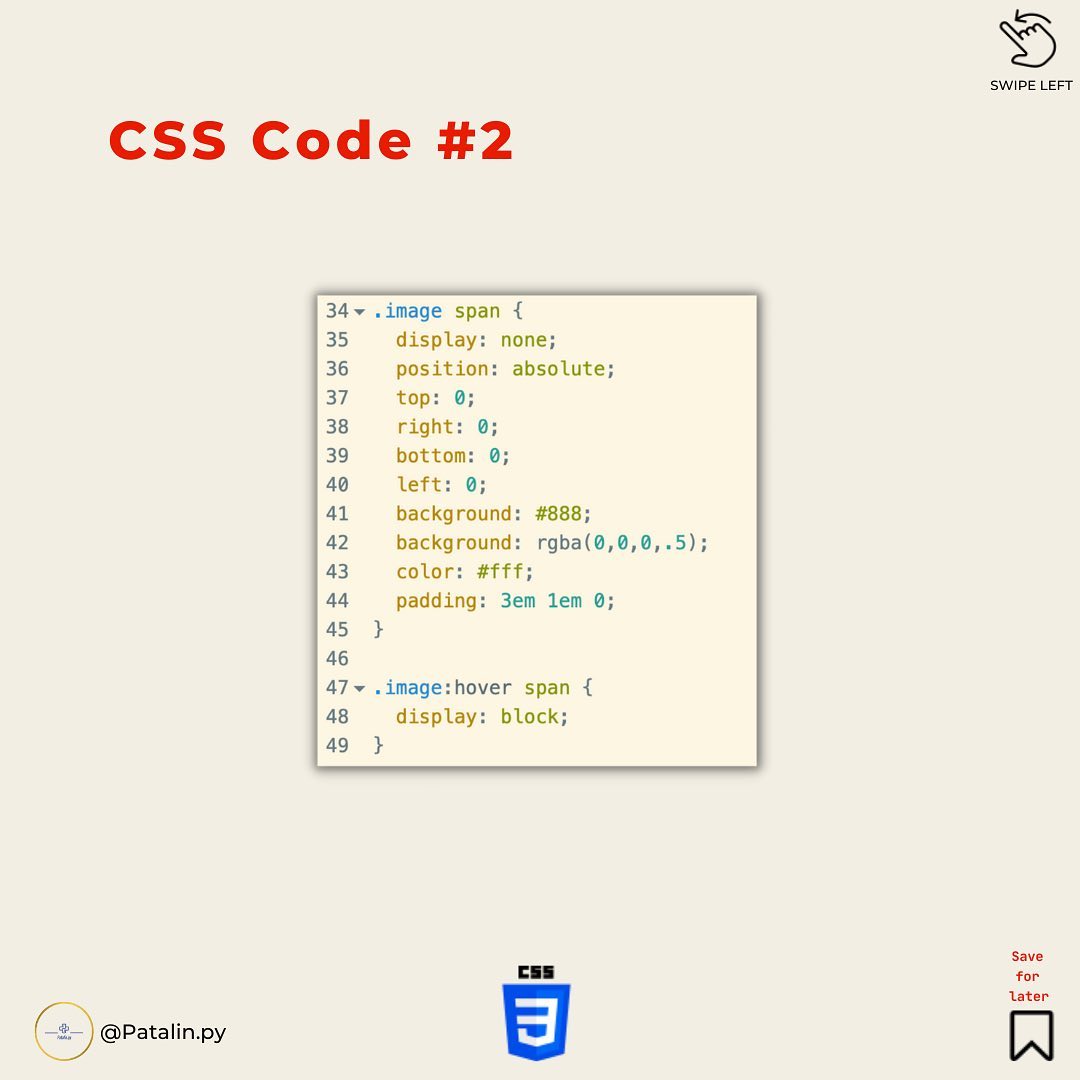 SWIPE LEFT
CSS Code #2
34 .image span {
35 display: none;
36 position: absolute;
37 top: 0;
38 right: 0;
39 bottom: 0;
40 left: 0;
41 background: #888;
42 background: rgba(0,0,0,.5);
43 color: #fff;
44 padding: 3em 1em 0;
45 }
46
47 .image:hover span {
48 display: block;
49 }
Save
for
later
CSS
3
@Patalin.py